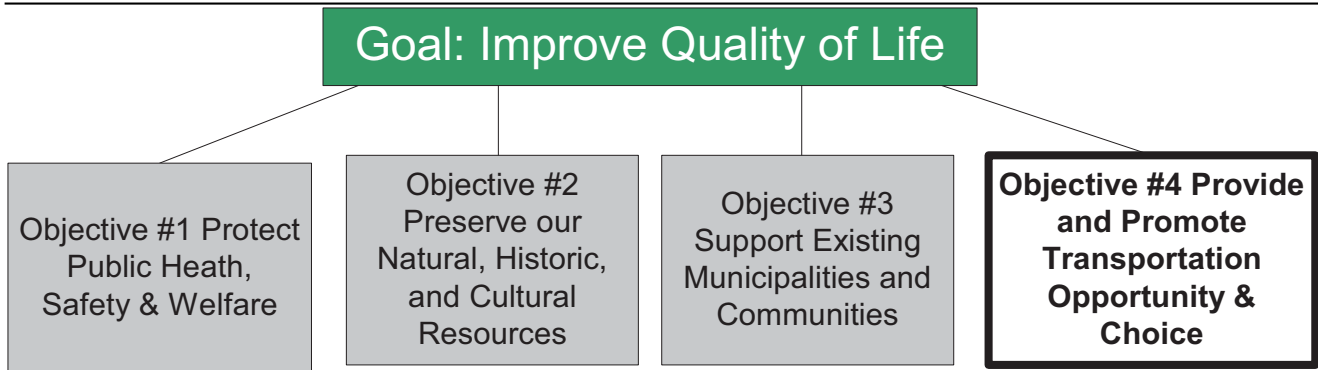 Goal: Improve Quality of Life
Objective #1 Protect
Public Heath,
Safety & Welfare
Objective #2
Preserve our
Natural, Historic,
and Cultural
Resources
Objective #3
Support Existing
Municipalities and
Communities
Objective #4 Provide
and Promote
Transportation
Opportunity &
Choice